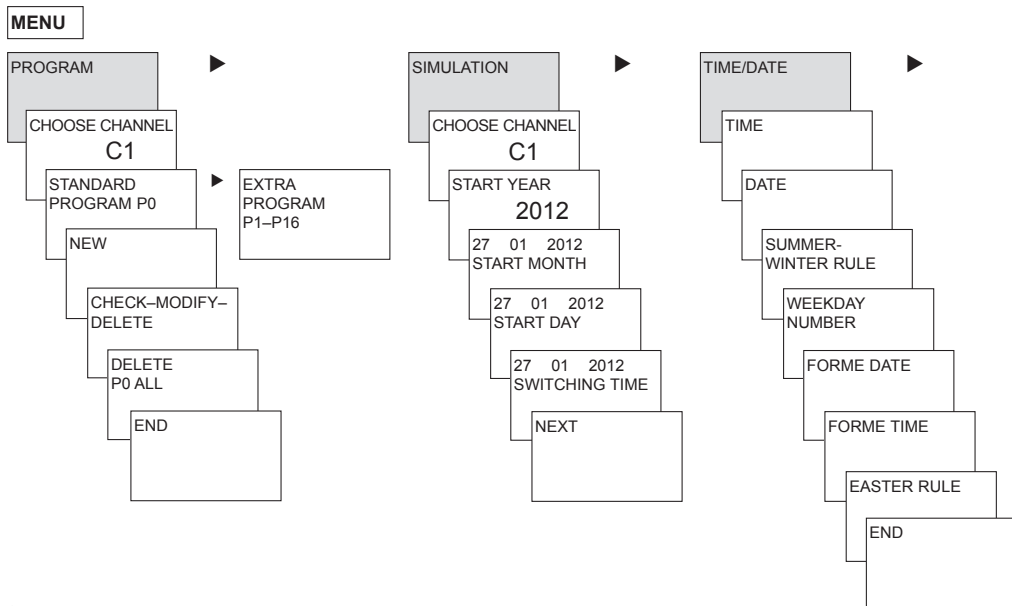 MENU
PROGRAM
CHOOSE CHANNEL
C1
STANDARD
PROGRAM P0
EXTRA
PROGRAM
P1–P16
NEW
CHECK–MODIFY–
DELETE
DELETE
P0 ALL
END
SIMULATION
CHOOSE CHANNEL
C1
START YEAR
2012
27 01 2012
START MONTH
27 01 2012
START DAY
27 01 2012
SWITCHING TIME
NEXT
TIME/DATE
TIME
DATE
SUMMER-
WINTER RULE
WEEKDAY
NUMBER
FORME DATE
FORME TIME
EASTER RULE
END